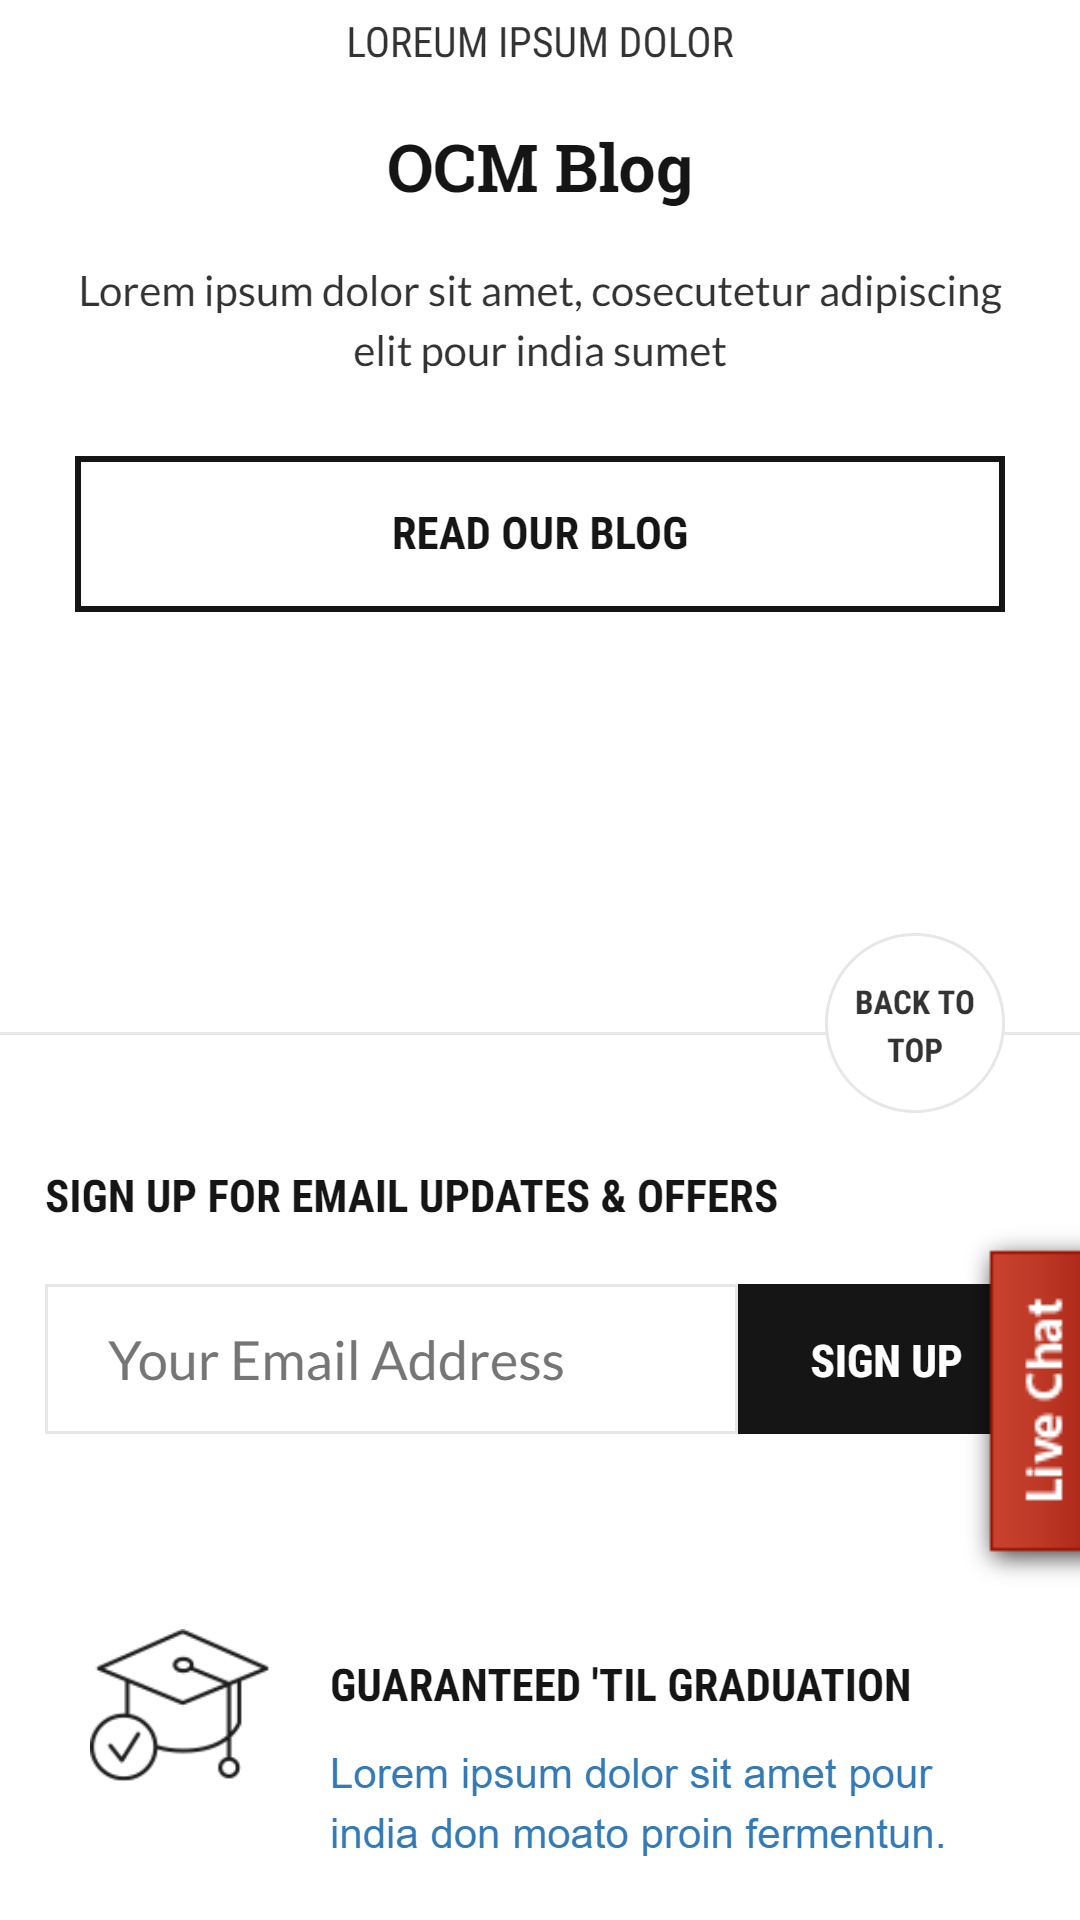 LOREUM IPSUM DOLOR
OCM Blog
Lorem ipsum dolor sit amet, cosecutetur adipiscing
elit pour india sumet
READ OUR BLOG
BACK TO
TOP
SIGN UP FOR EMAIL UPDATES & OFFERS
Your Email Address
SIGN UP
Live Chat
GUARANTEED 'TIL GRADUATION
Lorem ipsum dolor sit amet pour
india don moato proin fermentun.